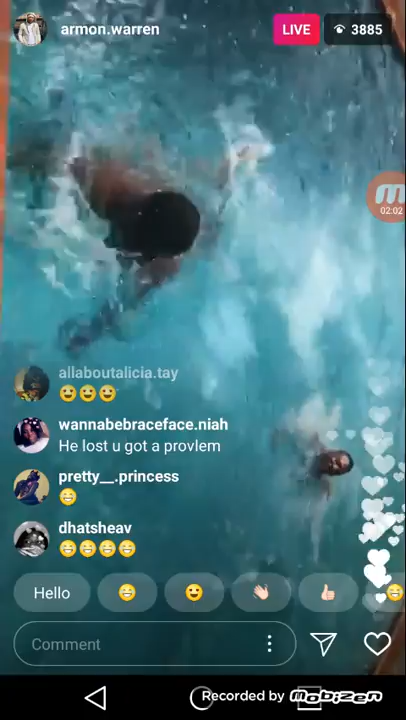 armon.warren
LIVE
3885
02:02
allaboutalicia.tay
wannabebraceface.niah
He lost u got a provlem
pretty__.princess
dhatsheav
Hello
Comment
Recorded by mobizen